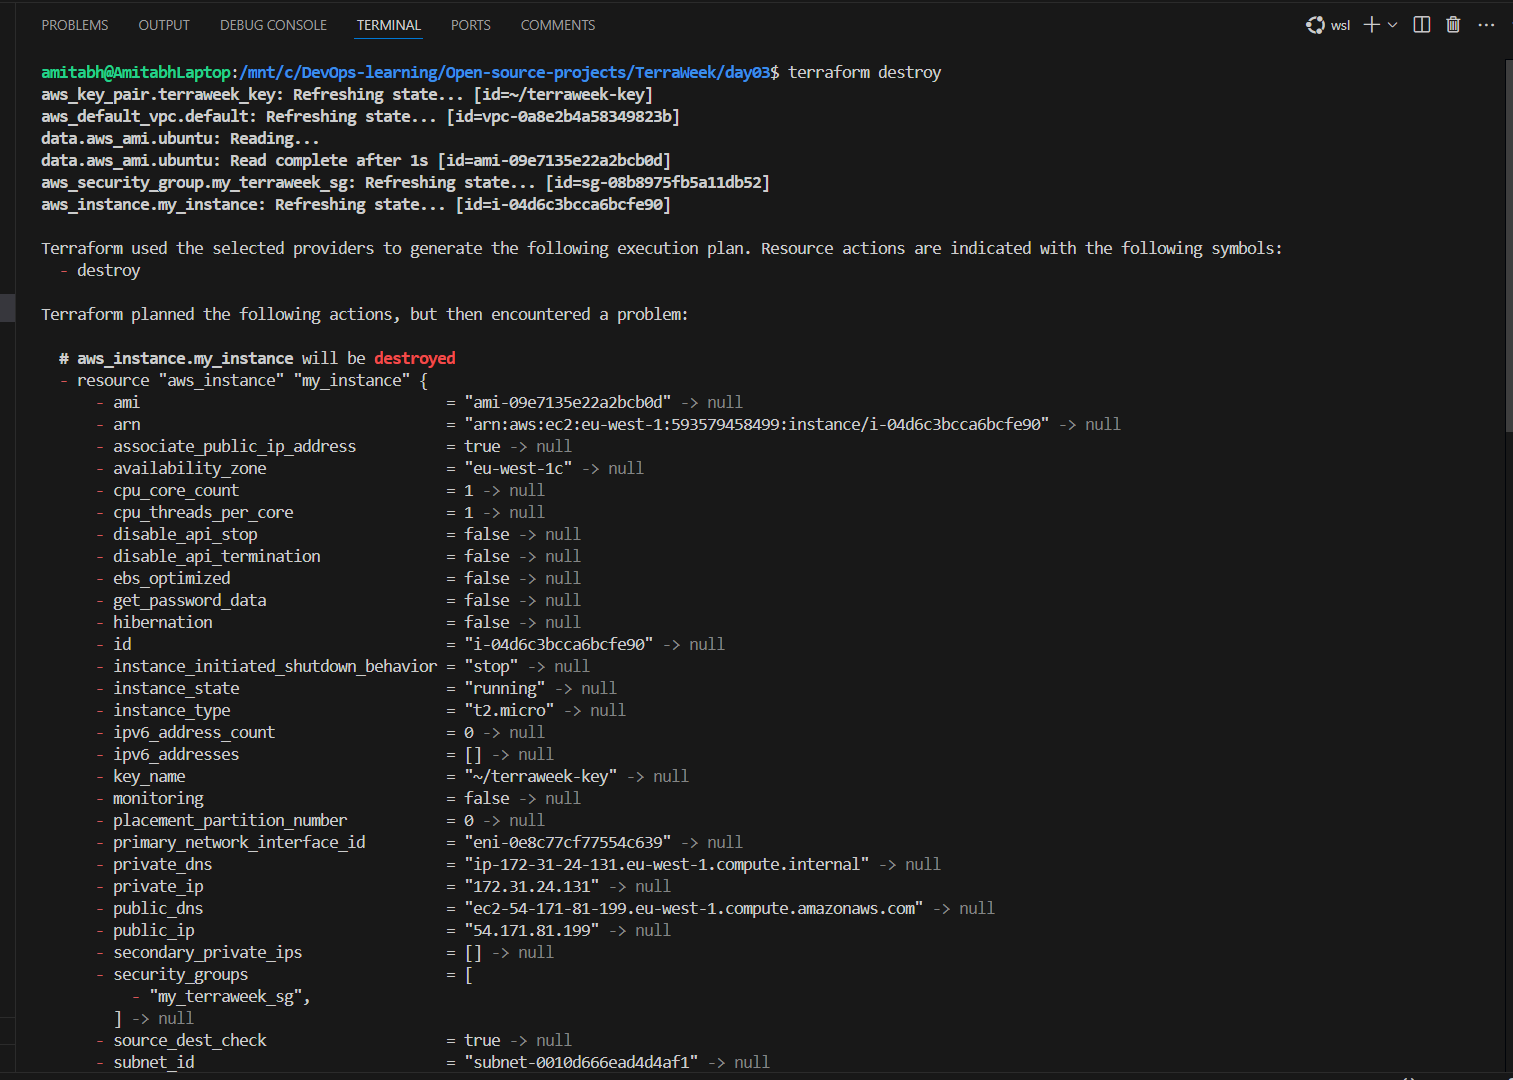 PROBLEMS OUTPUT DEBUG CONSOLE TERMINAL PORTS COMMENTS wsl
amitabh@AmitabhLaptop:/mnt/c/DevOps-learning/Open-source-projects/TerraWeek/day03$ terraform destroy
aws_key_pair.terraweek_key: Refreshing state... [id=~/terraweek-key]
aws_default_vpc.default: Refreshing state... [id=vpc-0a8e2b4a58349823b]
data.aws_ami.ubuntu: Reading...
data.aws_ami.ubuntu: Read complete after 1s [id=ami-09e7135e22a2bcb0d]
aws_security_group.my_terraweek_sg: Refreshing state... [id=sg-08b8975fb5a11db52]
aws_instance.my_instance: Refreshing state... [id=i-04d6c3bcca6bcfe90]
Terraform used the selected providers to generate the following execution plan. Resource actions are indicated with the following symbols:
- destroy
Terraform planned the following actions, but then encountered a problem:
# aws_instance.my_instance will be destroyed
- resource "aws_instance" "my_instance" {
- ami = "ami-09e7135e22a2bcb0d" -> null
- arn = "arn:aws:ec2:eu-west-1:593579458499:instance/i-04d6c3bcca6bcfe90" -> null
- associate_public_ip_address = true -> null
- availability_zone = "eu-west-1c" -> null
- cpu_core_count = 1 -> null
- cpu_threads_per_core = 1 -> null
- disable_api_stop = false -> null
- disable_api_termination = false -> null
- ebs_optimized = false -> null
- get_password_data = false -> null
- hibernation = false -> null
- id = "i-04d6c3bcca6bcfe90" -> null
- instance_initiated_shutdown_behavior = "stop" -> null
- instance_state = "running" -> null
- instance_type = "t2.micro" -> null
- ipv6_address_count = 0 -> null
- ipv6_addresses = [] -> null
- key_name = "~/terraweek-key" -> null
- monitoring = false -> null
- placement_partition_number = 0 -> null
- primary_network_interface_id = "eni-0e8c77cf77554c639" -> null
- private_dns = "ip-172-31-24-131.eu-west-1.compute.internal" -> null
- private_ip = "172.31.24.131" -> null
- public_dns = "ec2-54-171-81-199.eu-west-1.compute.amazonaws.com" -> null
- public_ip = "54.171.81.199" -> null
- secondary_private_ips = [] -> null
- security_groups = [
- "my_terraweek_sg",
] -> null
- source_dest_check = true -> null
- subnet_id = "subnet-0010d666ead4d4af1" -> null